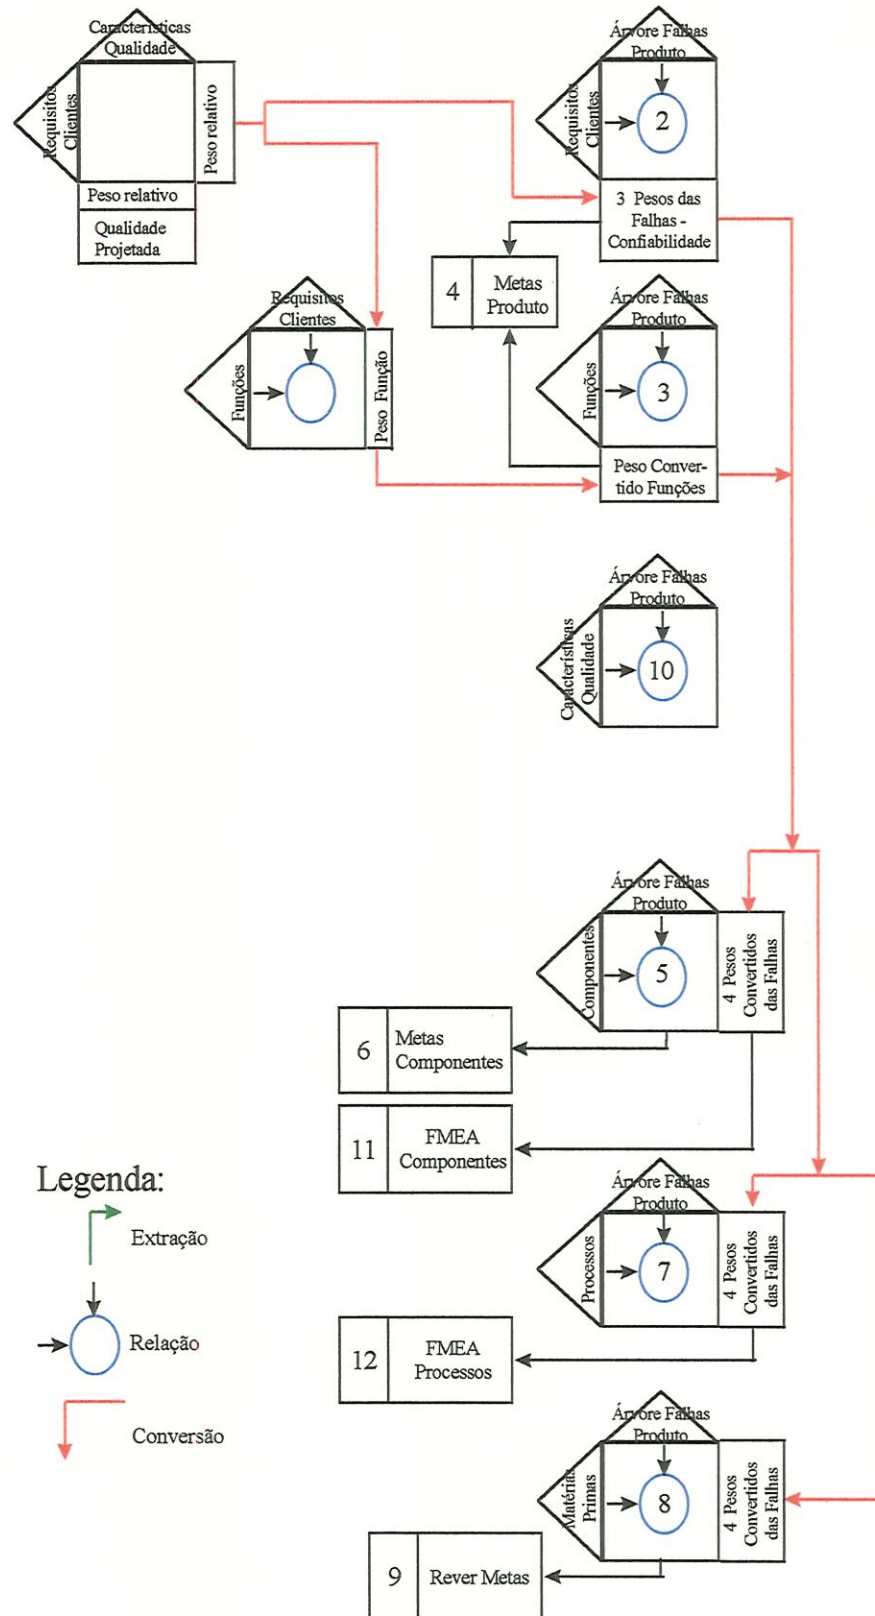 Características
Qualidade
Requisitos
Clientes
Peso relativo
Peso relativo
Qualidade
Projetada
Árvore Falhas
Produto
Requisitos
Clientes
2
3 Pesos das
Falhas -
Confiabilidade
4
Metas
Produto
Requisitos
Clientes
Funções
Peso Função
Árvore Falhas
Produto
Funções
3
Peso Conver-
tido Funções
Árvore Falhas
Produto
Características
Qualidade
10
Árvore Falhas
Produto
Componentes
5
4 Pesos
Convertidos
das Falhas
6
Metas
Componentes
11
FMEA
Componentes
Árvore Falhas
Produto
Processos
7
4 Pesos
Convertidos
das Falhas
12
FMEA
Processos
Árvore Falhas
Produto
Matérias
Primas
8
4 Pesos
Convertidos
das Falhas
9
Rever Metas
Legenda:
Extração
Relação
Conversão